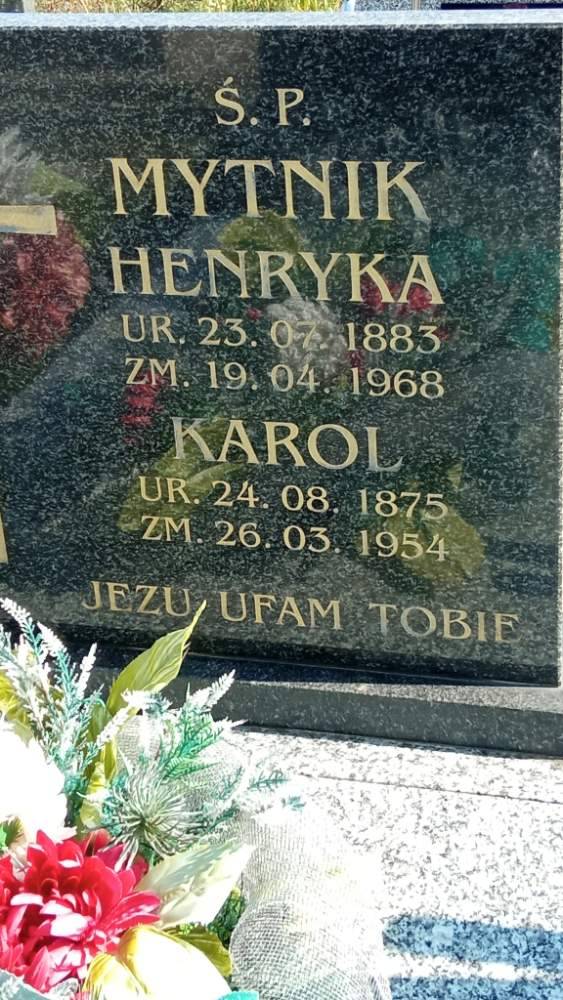 Ś. P.
MYTNIK
HENRYKA
UR. 23. 07. 1883
ZM. 19. 04. 1968
KAROL
UR. 24. 08. 1875
ZM. 26. 03. 1954
JEZU UFAM TOBIE